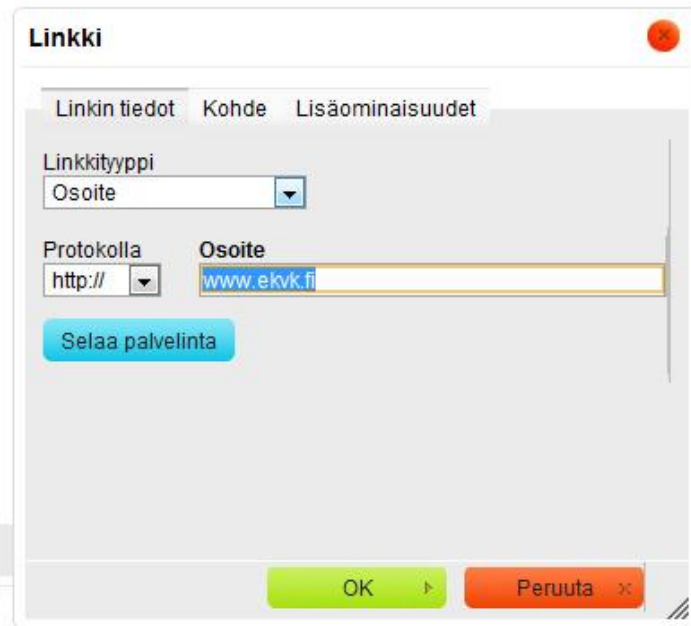 Linkki
Linkin tiedot Kohde Lisäominaisuudet
Linkkityyppi
Osoite
Protokolla Osoite
http:// www.ekvk.fi
Selaa palvelinta
OK Peruuta